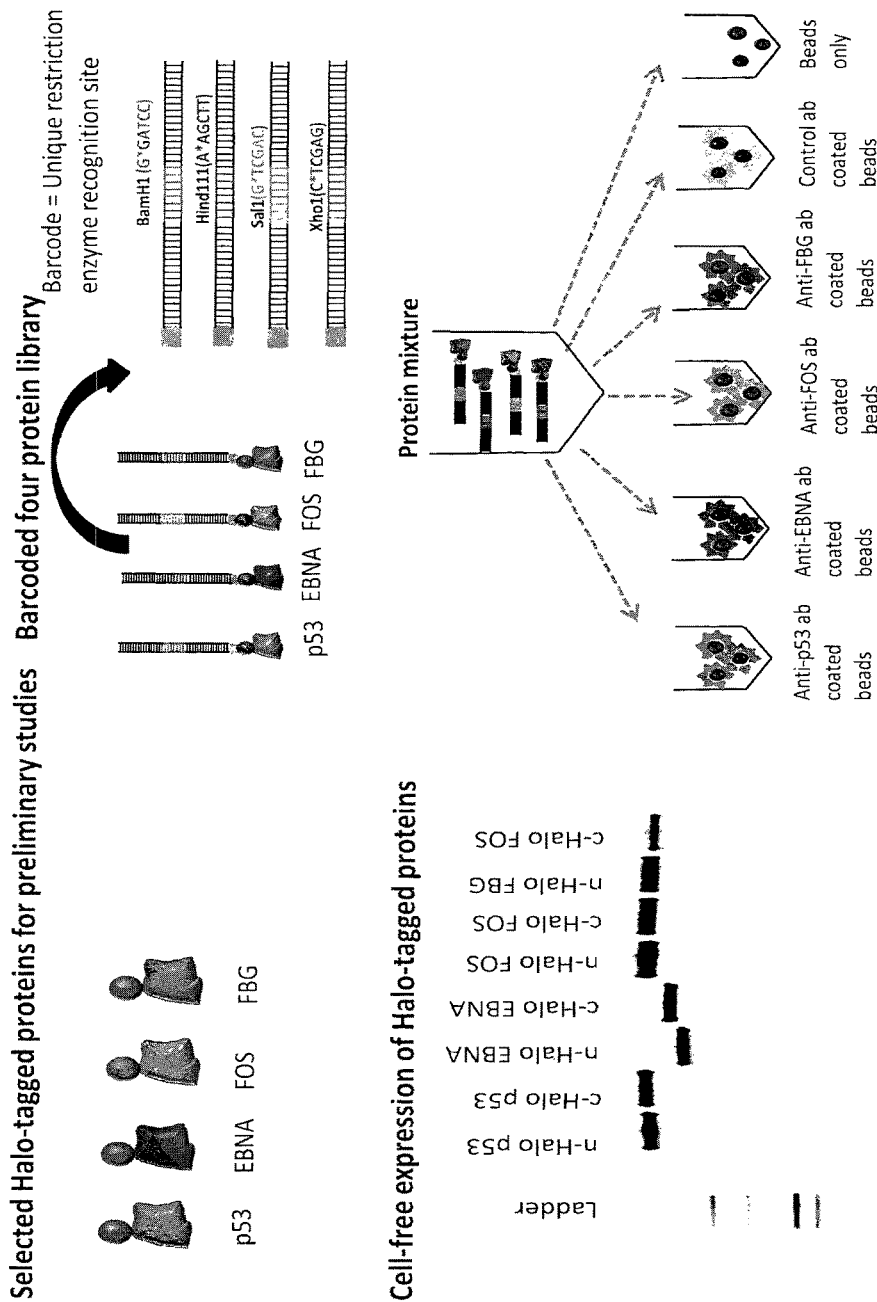 Selected Halo-tagged proteins for preliminary studies
p53
EBNA
FOS
FBG
Barcoded four protein library
p53
EBNA
FOS
FBG
Barcode = Unique restriction
enzyme recognition site
BamH1 (G*GATCC)
Hind111(A*AGCTT)
Sal1(G*TCGAC)
Xho1(C*TCGAG)
Cell-free expression of Halo-tagged proteins
Ladder
n-Halo p53
c-Halo p53
n-Halo EBNA
c-Halo EBNA
n-Halo FOS
c-Halo FOS
n-Halo FBG
c-Halo FOS
Protein mixture
Anti-p53 ab
coated
beads
Anti-EBNA ab
coated
beads
Anti-FOS ab
coated
beads
Anti-FBG ab
coated
beads
Control ab
coated
beads
Beads
only